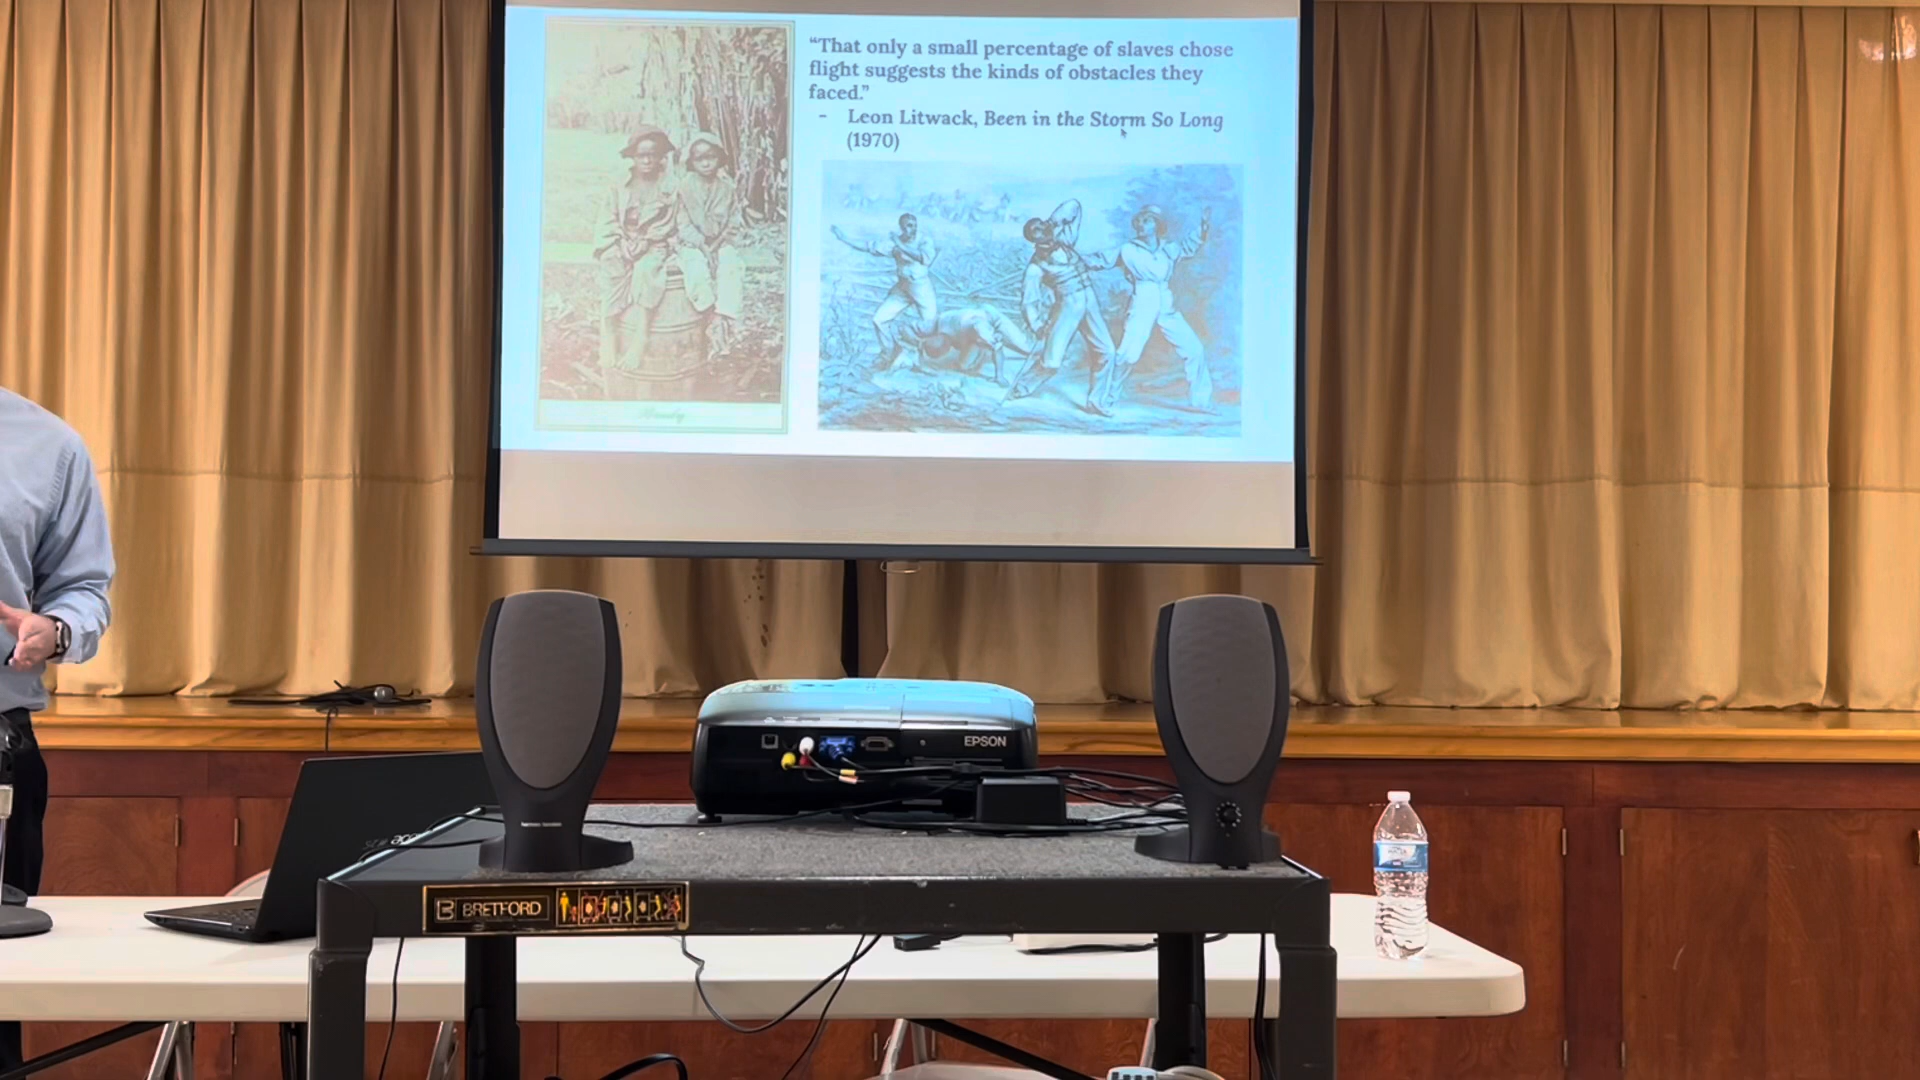 “That only a small percentage of slaves chose
flight suggests the kinds of obstacles they
faced.”
- Leon Litwack, Been in the Storm So Long
(1970)
EPSON
BRETFORD